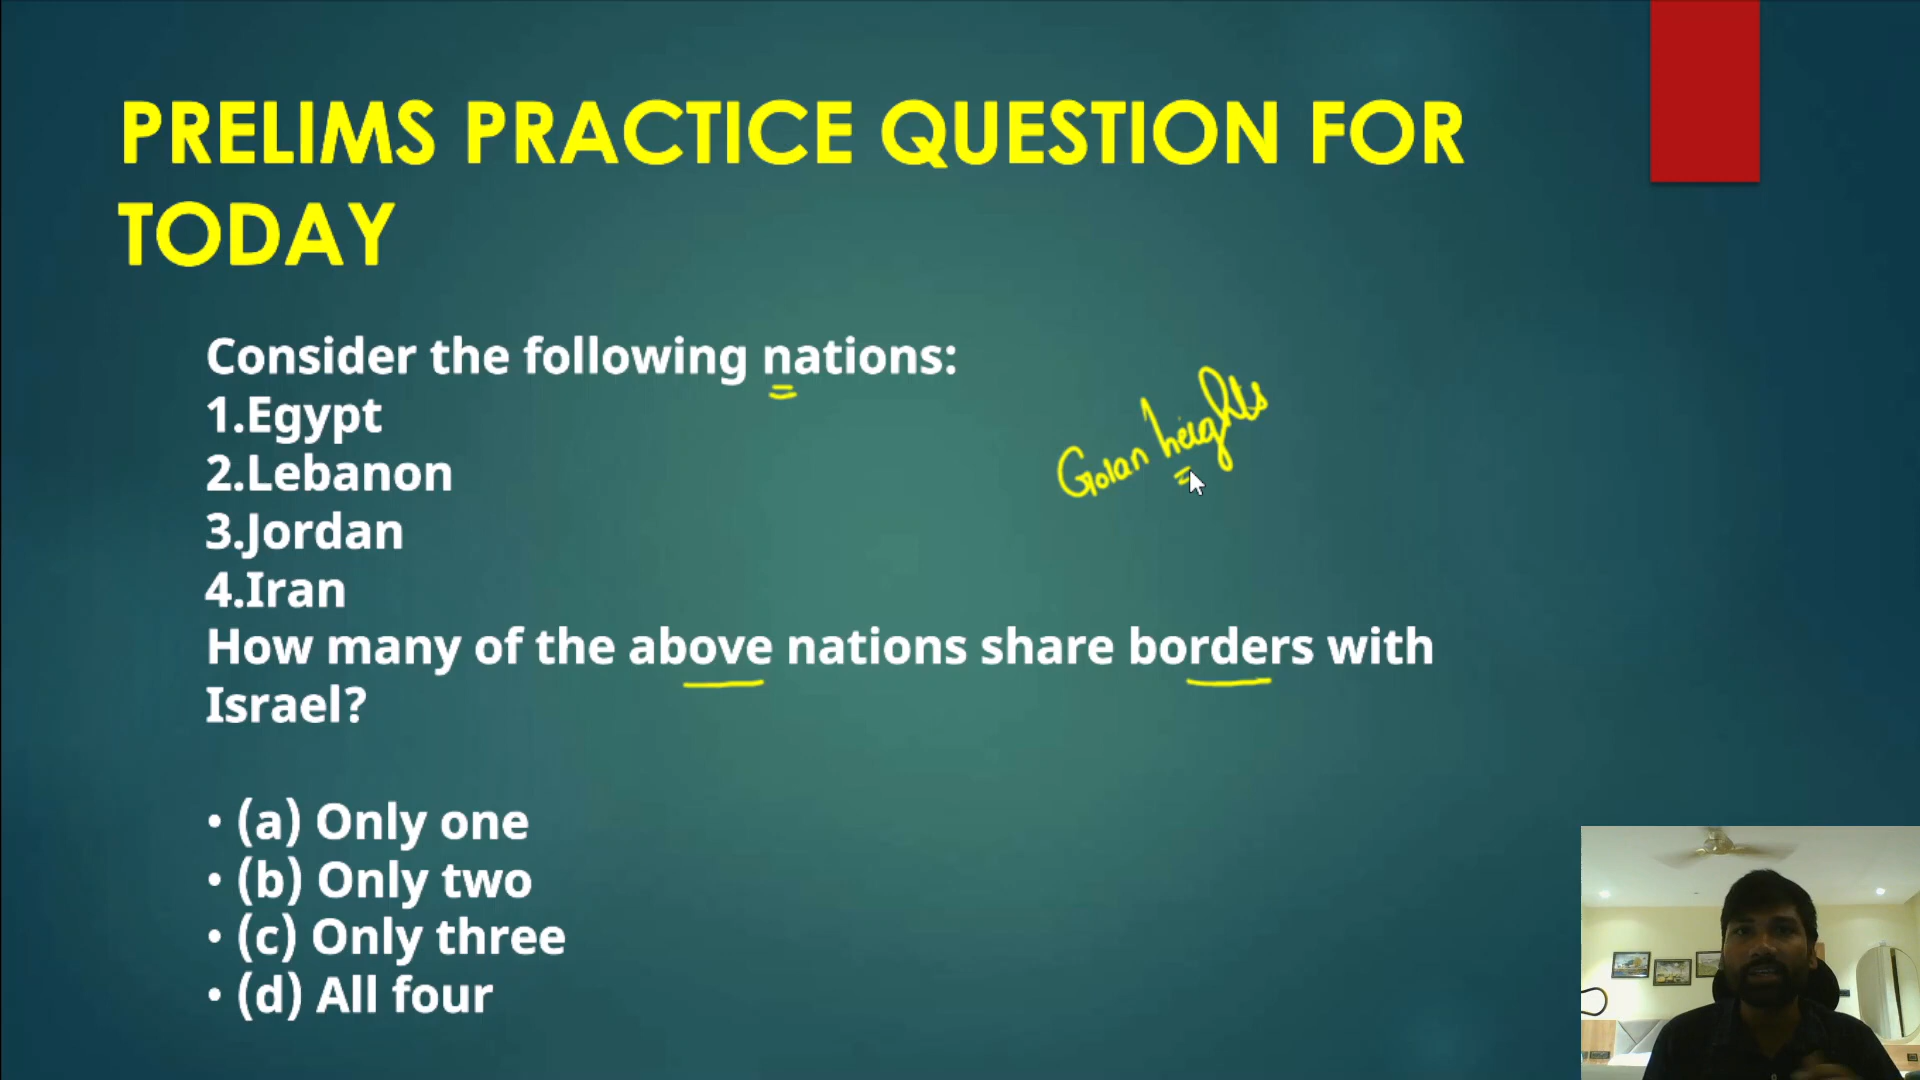 PRELIMS PRACTICE QUESTION FOR
TODAY
Consider the following nations:
1.Egypt
2.Lebanon
3.Jordan
4.Iran
Golan heights
How many of the above nations share borders with
Israel?
• (a) Only one
• (b) Only two
• (c) Only three
• (d) All four